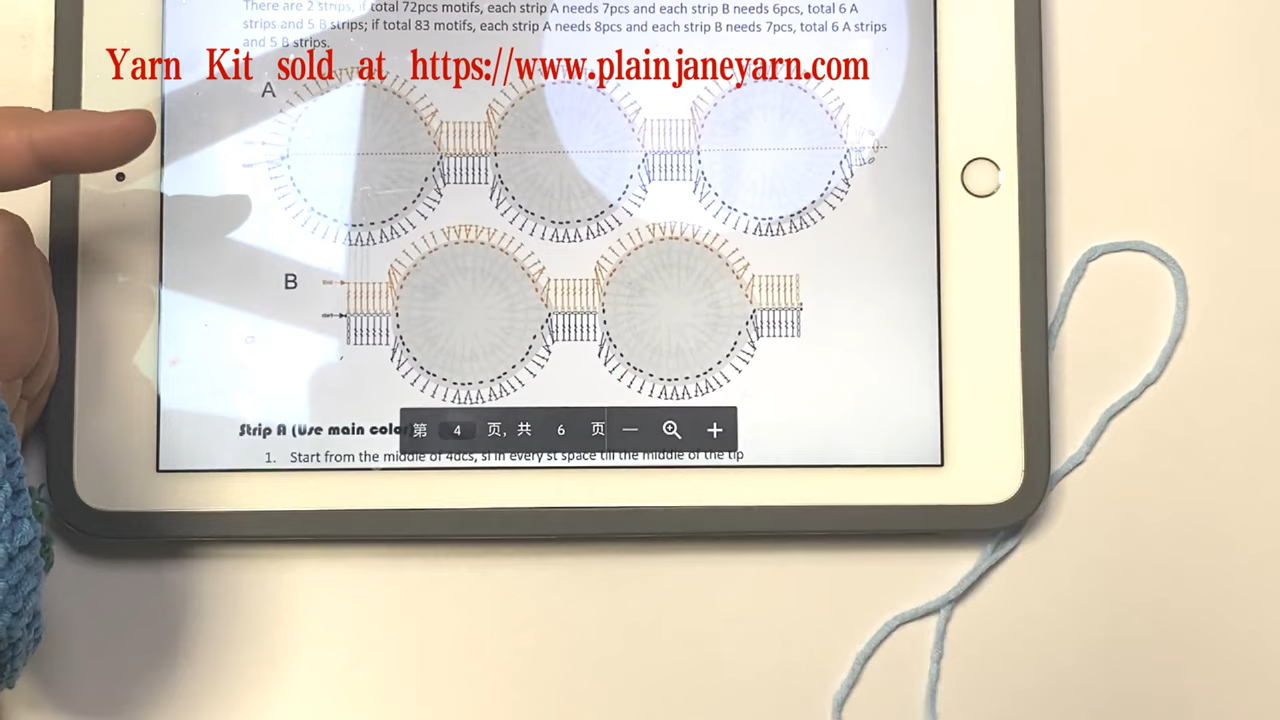 There are 2 strips, if total 72pcs motifs, each strip A needs 7pcs and each strip B needs 6pcs, total 6 A
strips and 5 B strips; if total 83 motifs, each strip A needs 8pcs and each strip B needs 7pcs, total 6 A strips
and 5 B strips.
Yarn Kit sold at https://www.plainjaneyarn.com
A
B
Strip A (Use main color
第 4 页，共 6 页
1. Start from the middle of 4dcs, sl in every st space till the middle of the tip